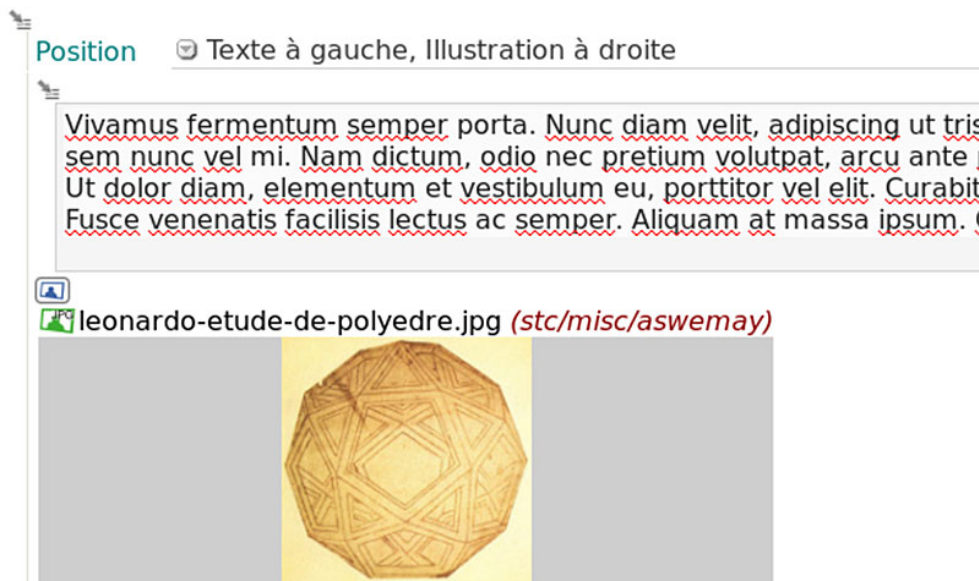 Position Texte à gauche, Illustration à droite
Vivamus fermentum semper porta. Nunc diam velit, adipiscing ut tris
sem nunc vel mi. Nam dictum, odio nec pretium volutpat, arcu ante
Ut dolor diam, elementum et vestibulum eu, porttitor vel elit. Curabit
Fusce venenatis facilisis lectus ac semper. Aliquam at massa ipsum.
JPG
leonardo-etude-de-polyedre.jpg (stc/misc/aswemay)